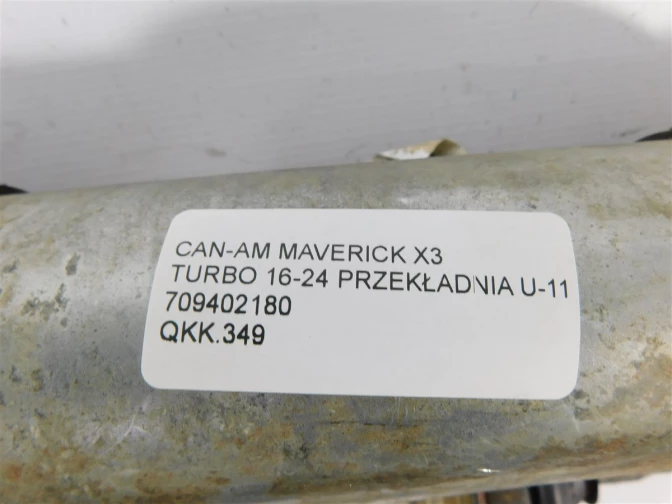 CAN-AM MAVERICK X3
TURBO 16-24 PRZEKŁADNIA U-11
709402180
QKK.349